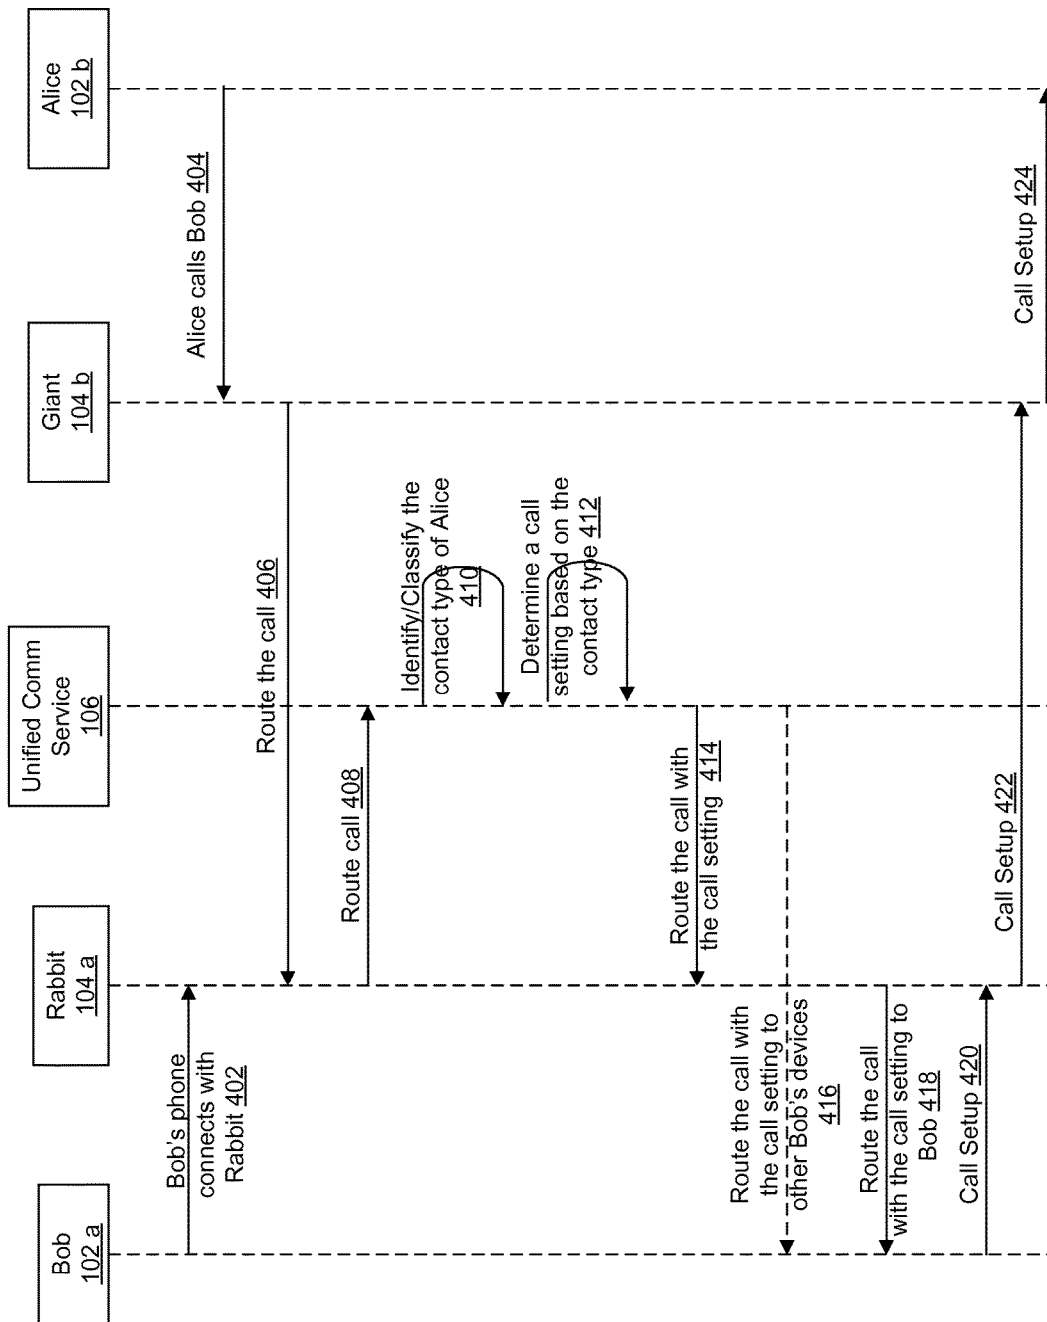 Bob
102 a
Rabbit
104 a
Unified Comm
Service
106
Giant
104 b
Alice
102 b
Bob's phone
connects with
Rabbit 402
Alice calls Bob 404
Route the call 406
Route call 408
Identify/Classify the
contact type of Alice
410
Determine a call
setting based on the
contact type 412
Route the call with
the call setting 414
Route the call with
the call setting to
other Bob's devices
416
Route the call
with the call setting to
Bob 418
Call Setup 420
Call Setup 422
Call Setup 424